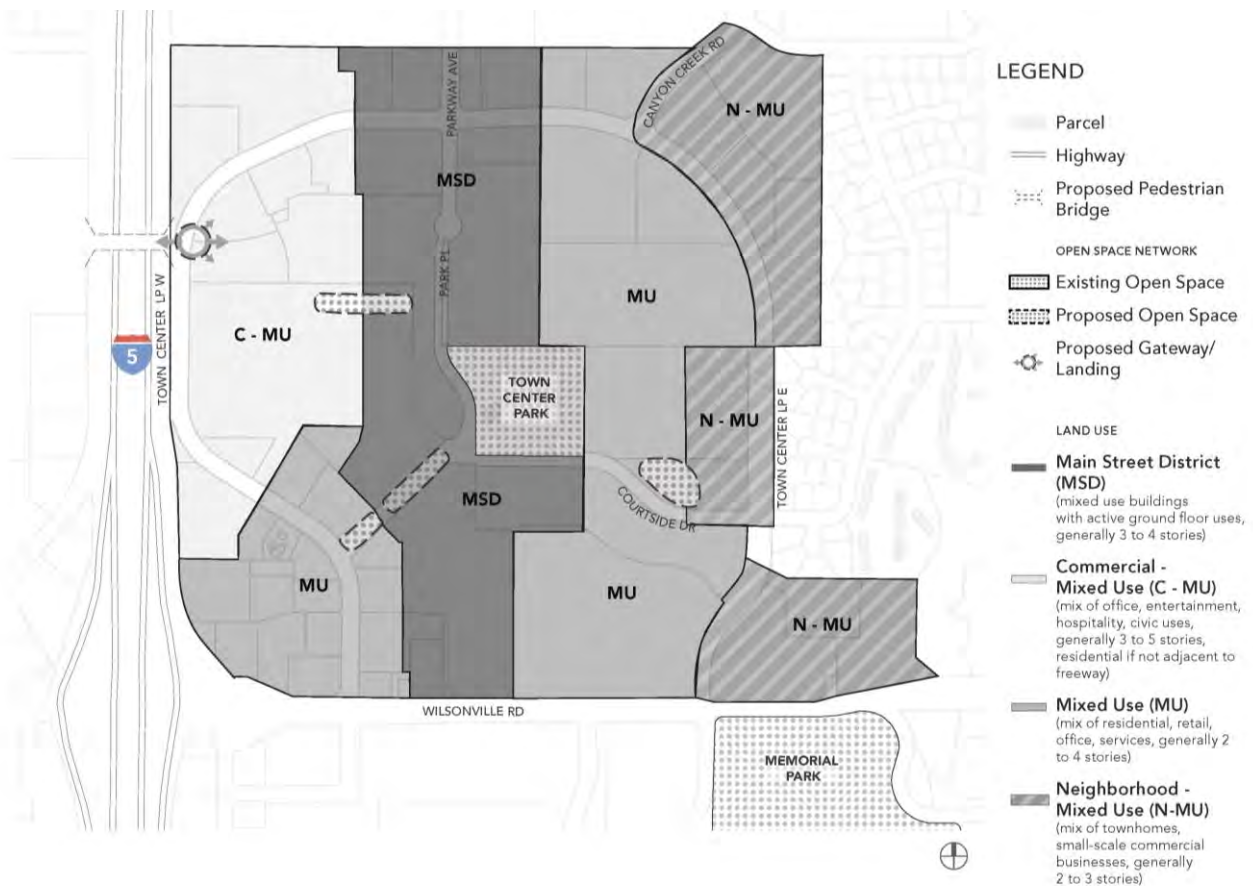 CANYON CREEK RD
PARKWAY AVE
N - MU
MSD
PARK PL
TOWN CENTER LP W
5
C - MU
MU
TOWN
CENTER
PARK
N - MU
TOWN CENTER LP E
MSD
COURTSIDE DR
MU
MU
N - MU
WILSONVILLE RD
MEMORIAL
PARK
LEGEND
Parcel
Highway
Proposed Pedestrian
Bridge
OPEN SPACE NETWORK
Existing Open Space
Proposed Open Space
Proposed Gateway/
Landing
LAND USE
Main Street District
(MSD)
(mixed use buildings
with active ground floor uses,
generally 3 to 4 stories)
Commercial -
Mixed Use (C - MU)
(mix of office, entertainment,
hospitality, civic uses,
generally 3 to 5 stories,
residential if not adjacent to
freeway)
Mixed Use (MU)
(mix of residential, retail,
office, services, generally 2
to 4 stories)
Neighborhood -
Mixed Use (N-MU)
(mix of townhomes,
small-scale commercial
businesses, generally
2 to 3 stories)